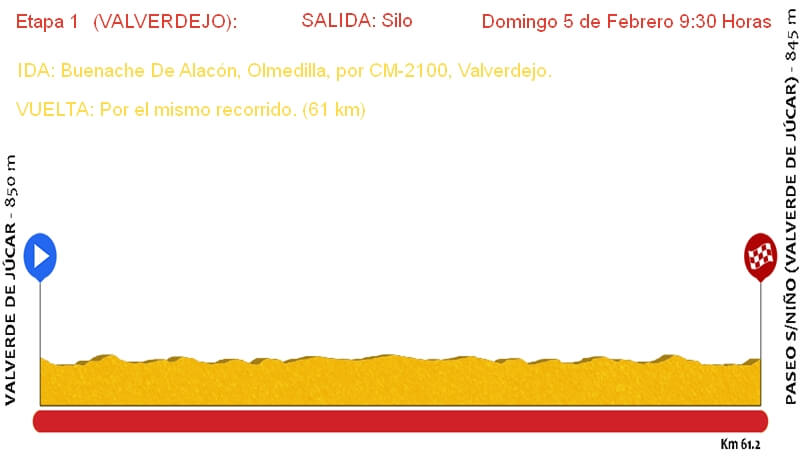 Etapa 1 (VALVERDEJO): SALIDA: Silo Domingo 5 de Febrero 9:30 Horas
IDA: Buenache De Alacón, Olmedilla, por CM-2100, Valverdejo.
VUELTA: Por el mismo recorrido. (61 km)
VALVERDE DE JÚCAR - 850 m
PASEO S/NIÑO (VALVERDE DE JÚCAR) - 845 m
Km 61.2